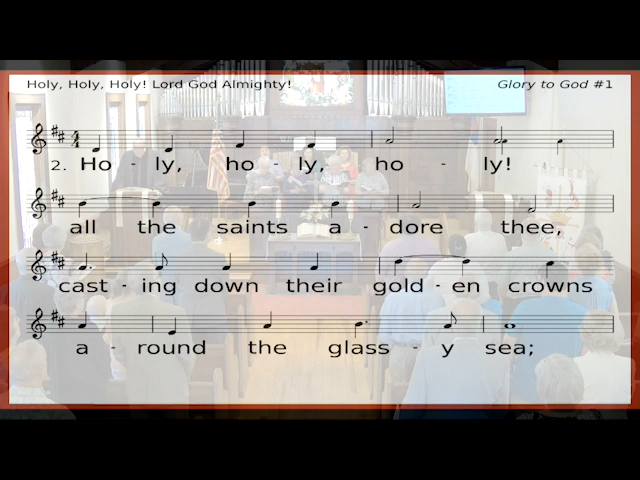 Holy, Holy, Holy! Lord God Almighty! Glory to God #1
2. Ho - ly, ho - ly, ho - ly!
all the saints a - dore thee,
cast - ing down their gold - en crowns
a - round the glass - y sea;